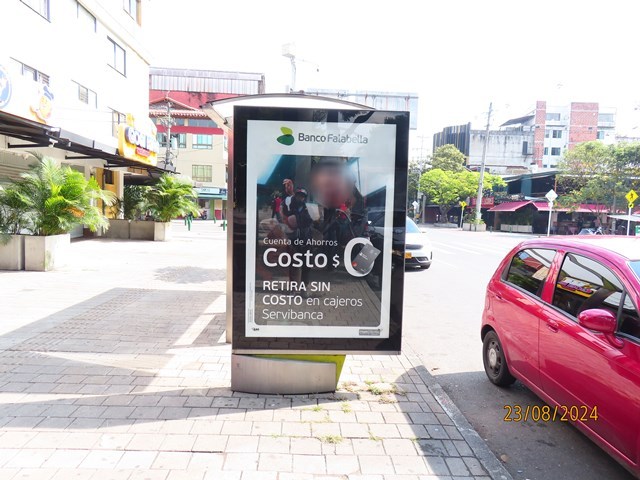 Banco Falabella
Cuenta de Ahorros
Costo $0
RETIRA SIN
COSTO en cajeros
Servibanca
23/08/2024